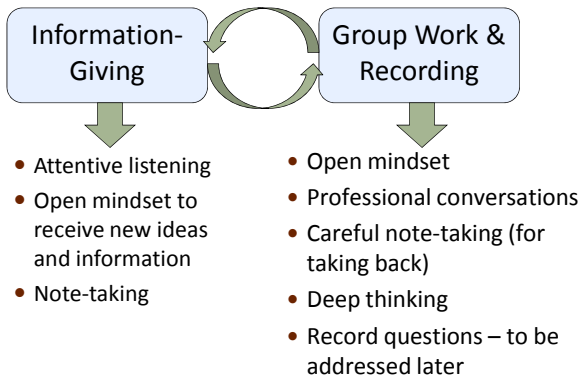 Information-
Giving
Group Work &
Recording
• Attentive listening
• Open mindset to
receive new ideas
and information
• Note-taking
• Open mindset
• Professional conversations
• Careful note-taking (for
taking back)
• Deep thinking
• Record questions – to be
addressed later